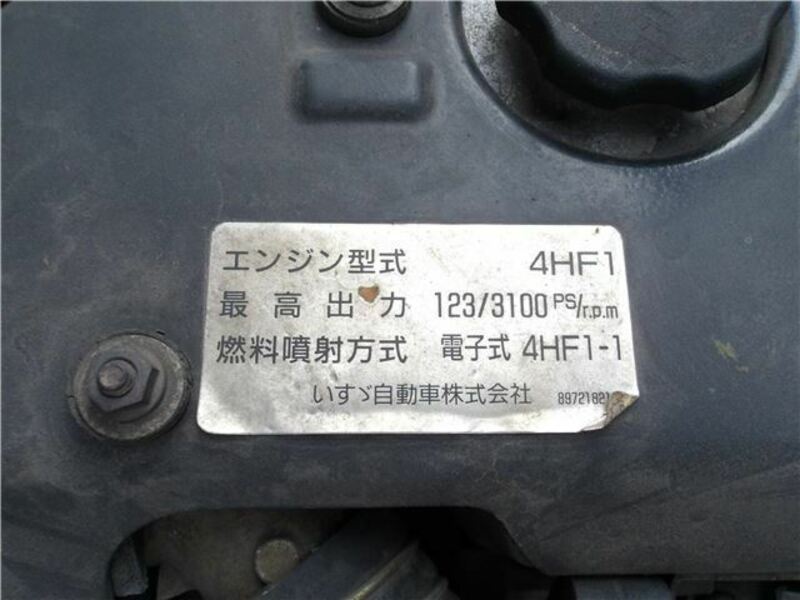 エンジン型式 4HF1
最高出力 123/3100 PS/r.p.m
燃料噴射方式 電子式 4HF1-1
いすゞ自動車株式会社